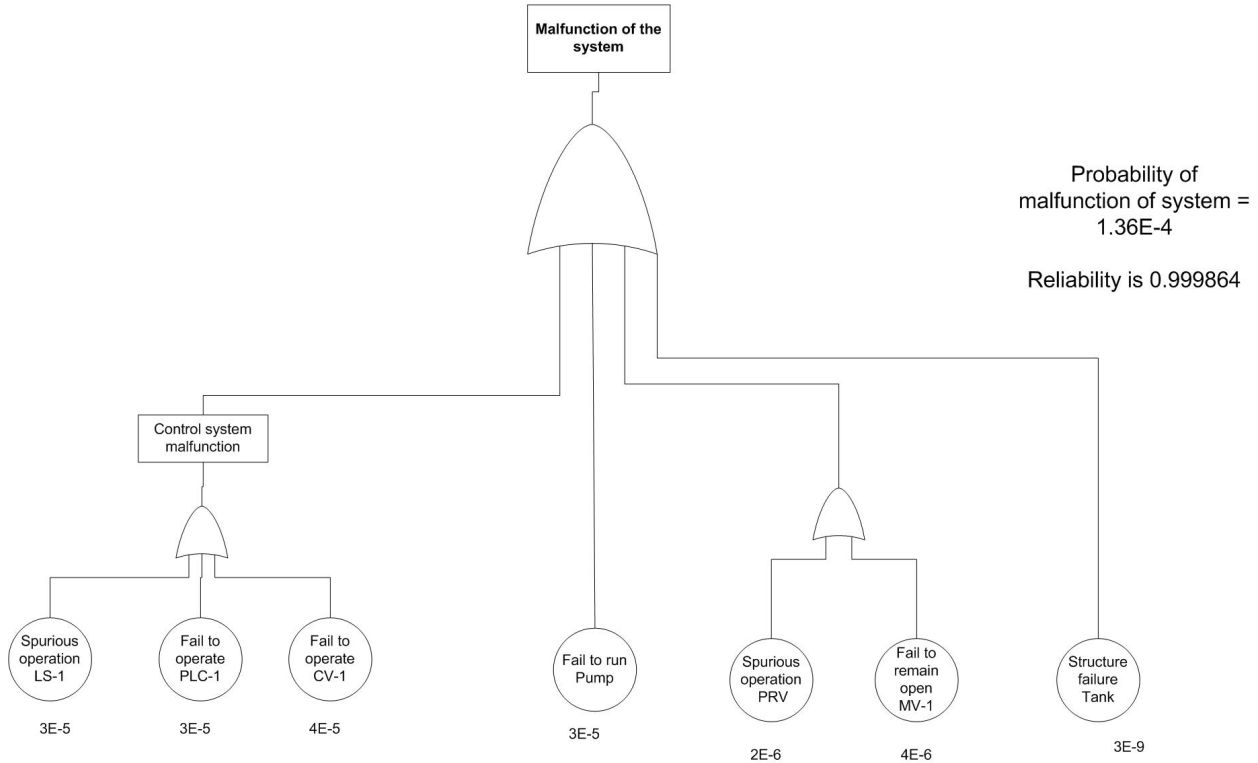 Malfunction of the
system
Probability of
malfunction of system =
1.36E-4
Reliability is 0.999864
Control system
malfunction
Spurious
operation
LS-1
Fail to
operate
PLC-1
Fail to
operate
CV-1
Fail to run
Pump
Spurious
operation
PRV
Fail to
remain
open
MV-1
Structure
failure
Tank
3E-5
3E-5
4E-5
3E-5
2E-6
4E-6
3E-9